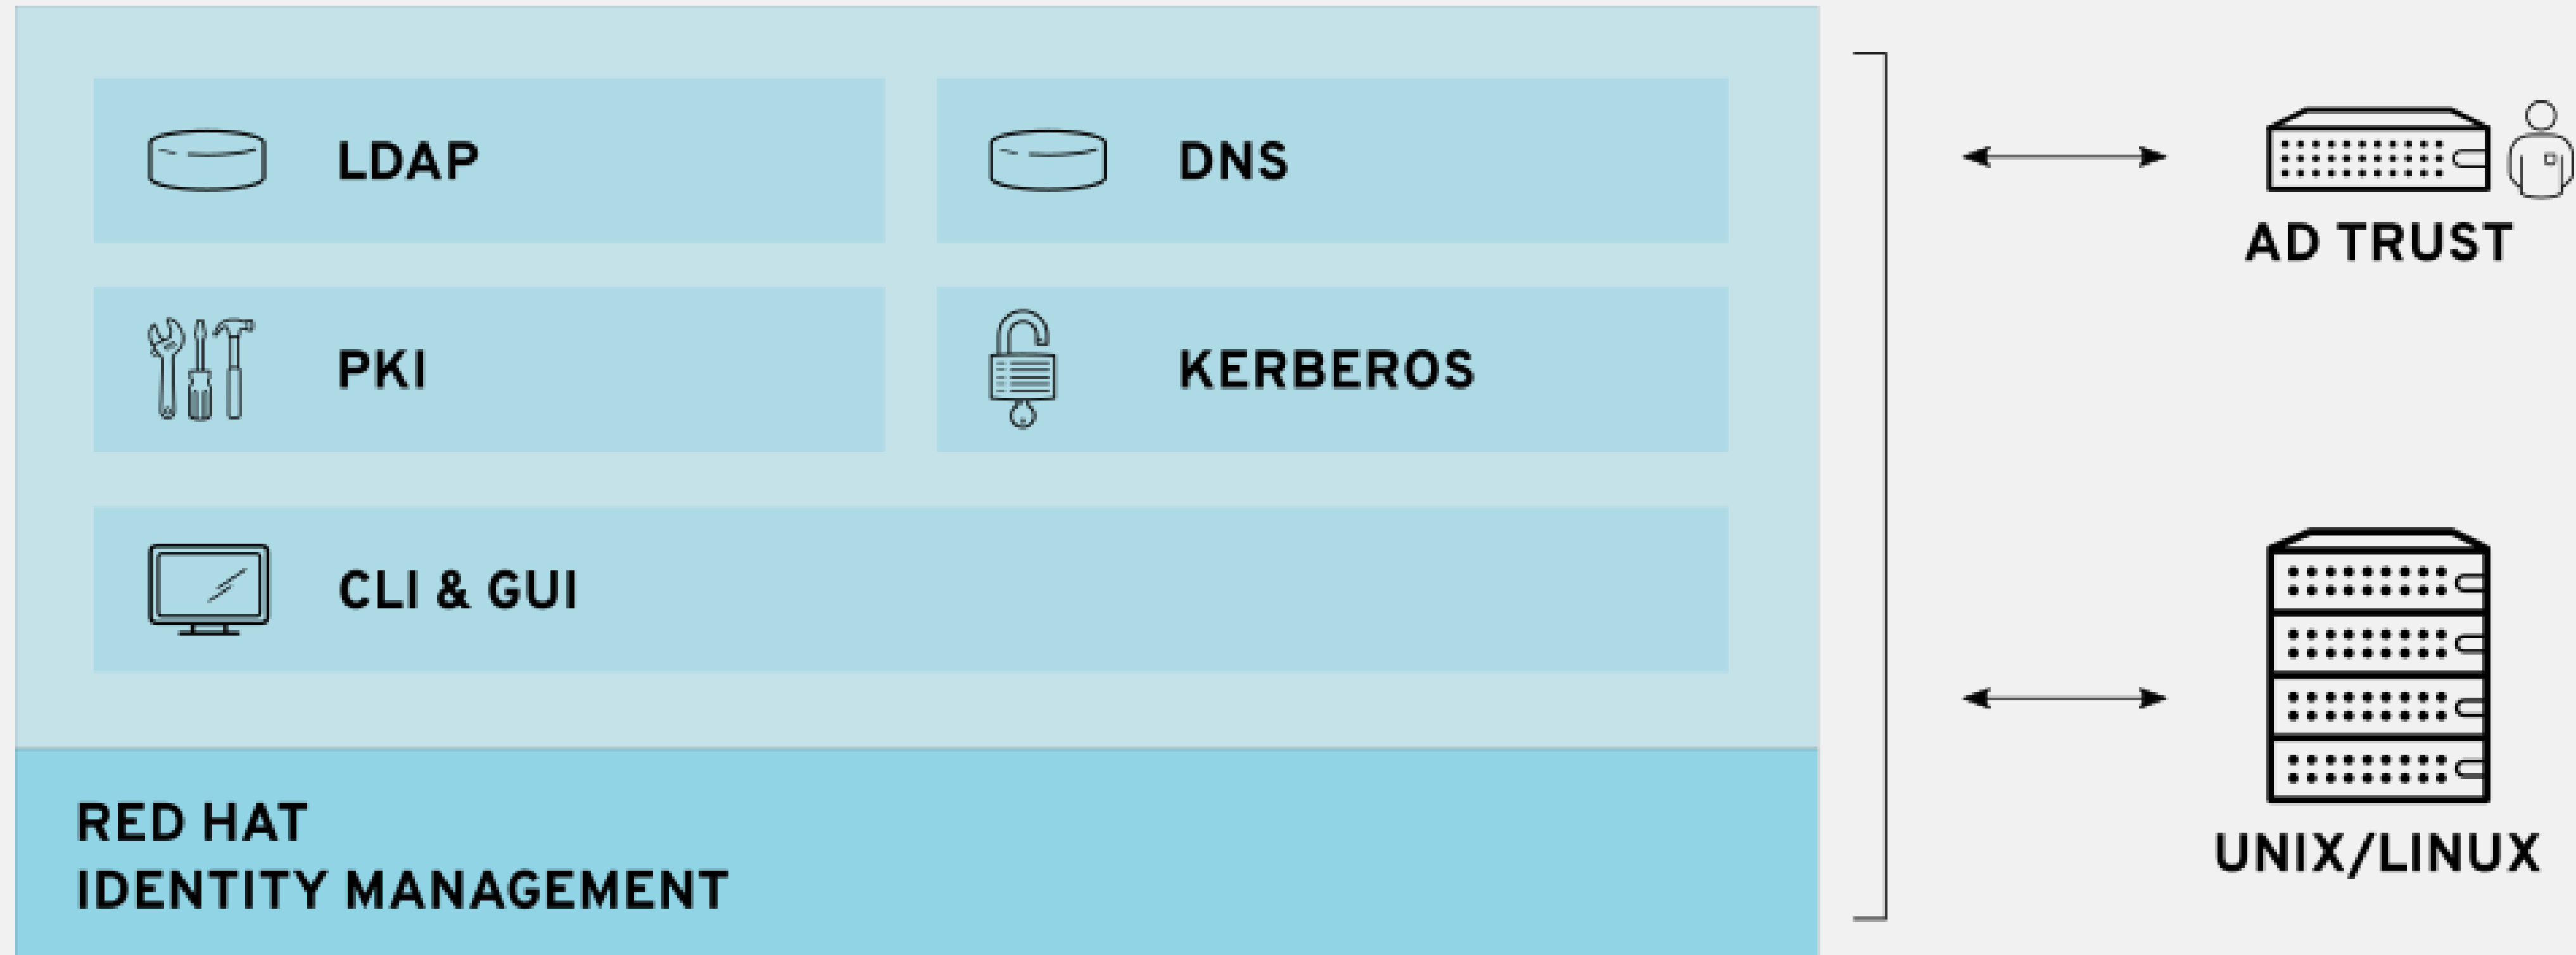 LDAP
DNS
AD TRUST
PKI
KERBEROS
CLI & GUI
RED HAT
IDENTITY MANAGEMENT
UNIX/LINUX